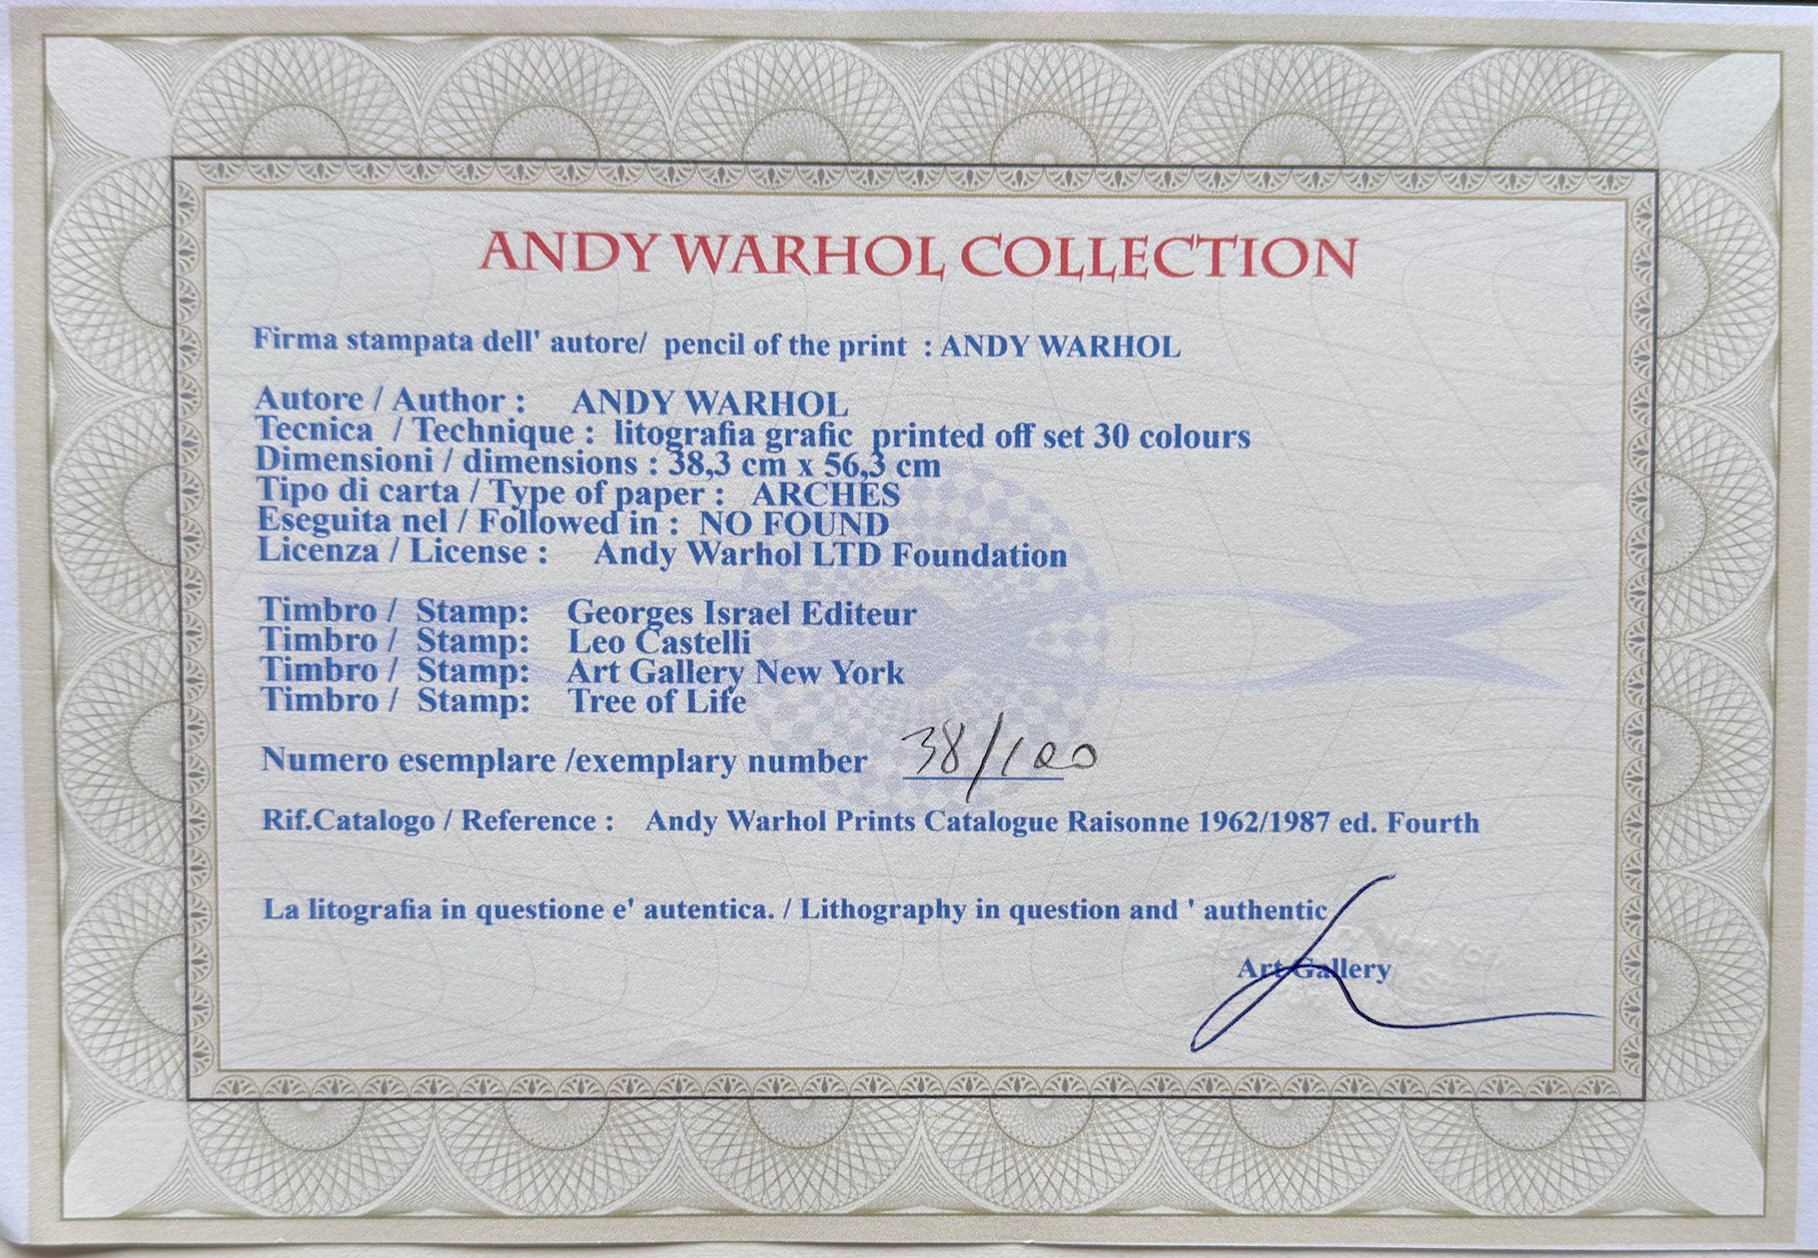 ANDY WARHOL COLLECTION
Firma stampata dell' autore/ pencil of the print : ANDY WARHOL
Autore / Author : ANDY WARHOL
Tecnica / Technique : litografia grafic printed off set 30 colours
Dimensioni / dimensions : 38,3 cm x 56,3 cm
Tipo di carta / Type of paper : ARCHES
Eseguita nel / Followed in : NO FOUND
Licenza / License : Andy Warhol LTD Foundation
Timbro / Stamp: Georges Israel Editeur
Timbro / Stamp: Leo Castelli
Timbro / Stamp: Art Gallery New York
Timbro / Stamp: Tree of Life
Numero esemplare /exemplary number 38/100
Rif.Catalogo / Reference : Andy Warhol Prints Catalogue Raisonne 1962/1987 ed. Fourth
La litografia in questione e' autentica. / Lithography in question and ' authentic
Art Gallery